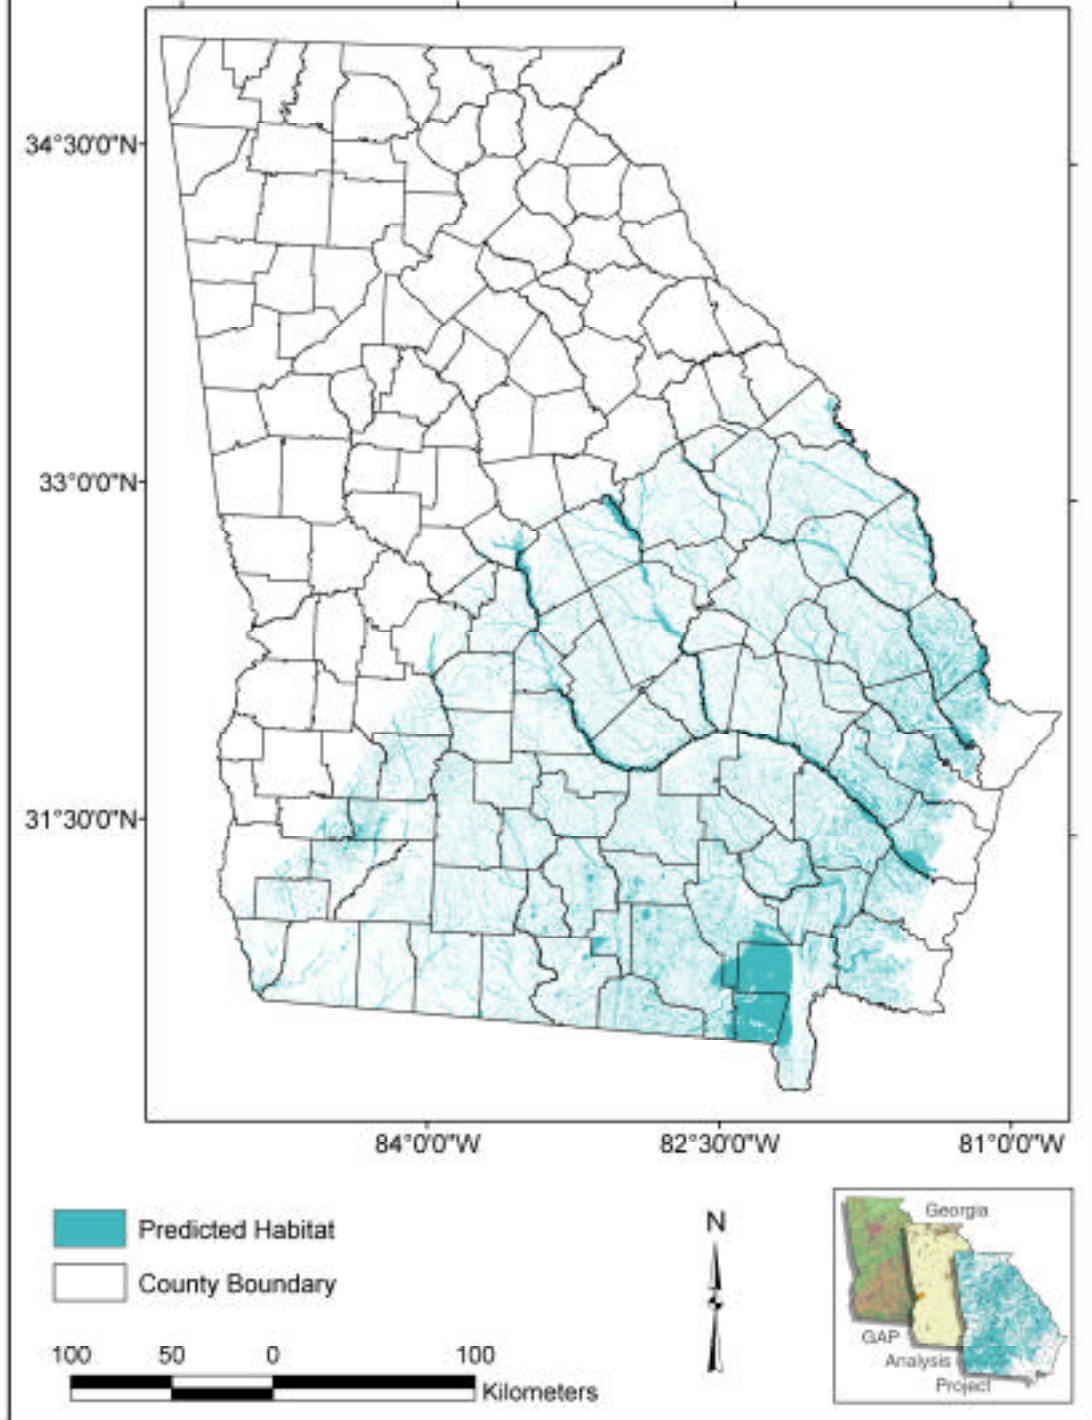 34°30'0"N
33°0'0"N
31°30'0"N
84°0'0"W 82°30'0"W 81°0'0"W
Predicted Habitat
County Boundary
100 50 0 100
Kilometers
N
Georgia
GAP
Analysis
Project